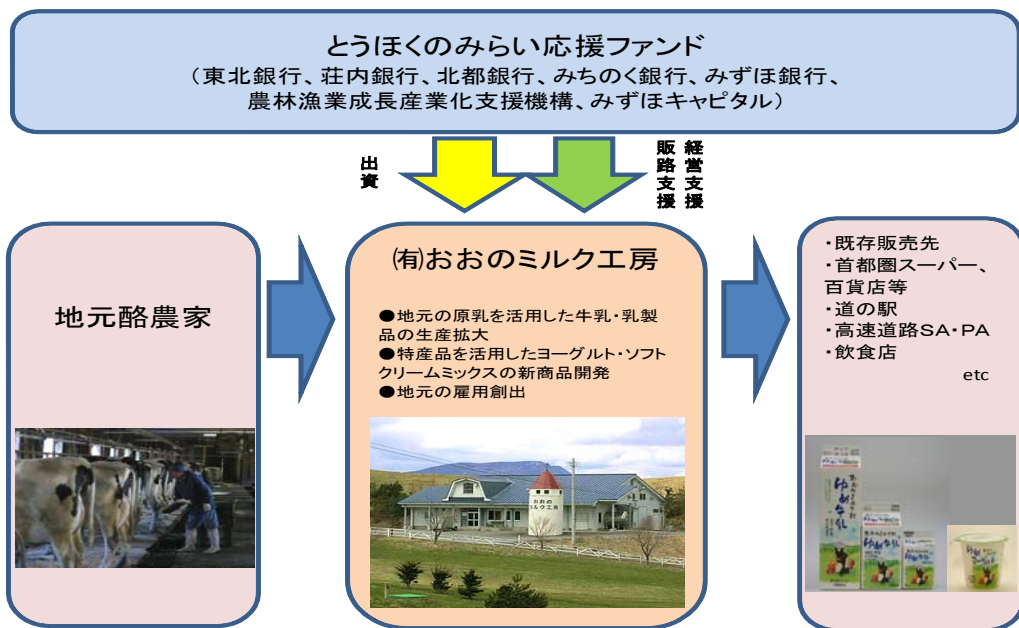 とうほくのみらい応援ファンド
（東北銀行、荘内銀行、北都銀行、みちのく銀行、みずほ銀行、
農林漁業成長産業化支援機構、みずほキャピタル）
出資
経営支援
販路支援
地元酪農家
㈲おおのミルク工房
●地元の原乳を活用した牛乳・乳製
品の生産拡大
●特産品を活用したヨーグルト・ソフト
クリームミックスの新商品開発
●地元の雇用創出
おおの
ミルク工房
・既存販売先
・首都圏スーパー、
百貨店等
・道の駅
・高速道路SA・PA
・飲食店
etc
ゆめ牛乳
ゆめ牛乳